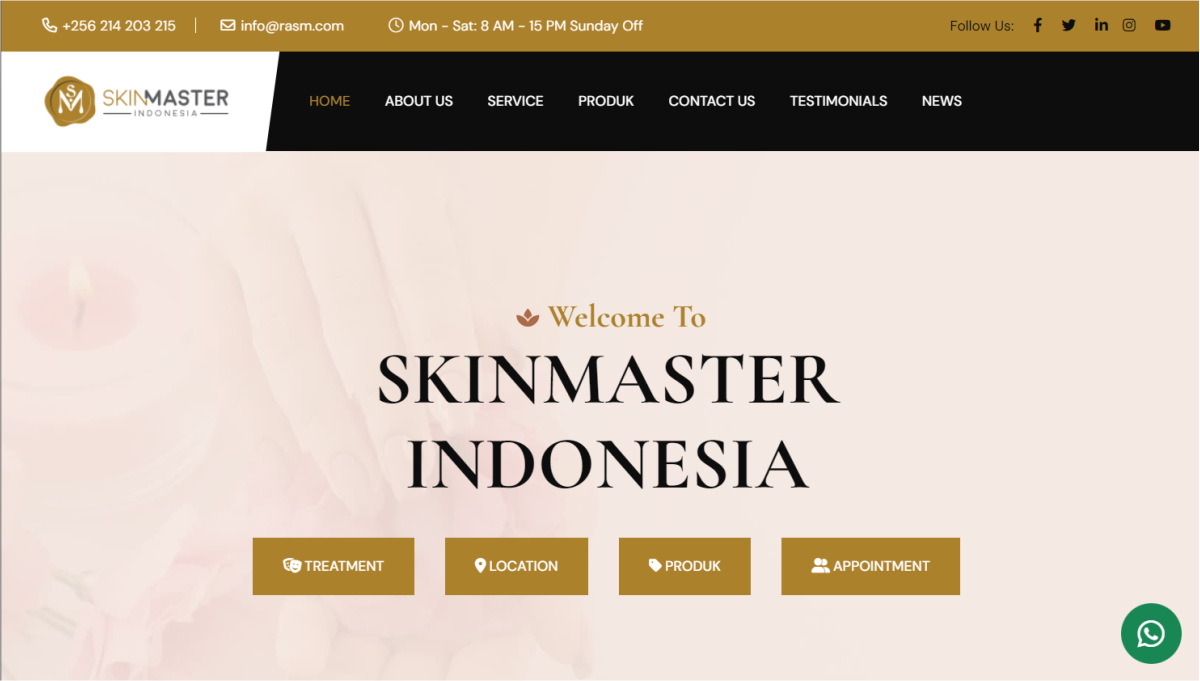 +256 214 203 215
info@rasm.com
Mon - Sat: 8 AM - 15 PM Sunday Off
Follow Us:
SM
SKINMASTER
INDONESIA
HOME
ABOUT US
SERVICE
PRODUK
CONTACT US
TESTIMONIALS
NEWS
Welcome To
SKINMASTER
INDONESIA
TREATMENT
LOCATION
PRODUK
APPOINTMENT